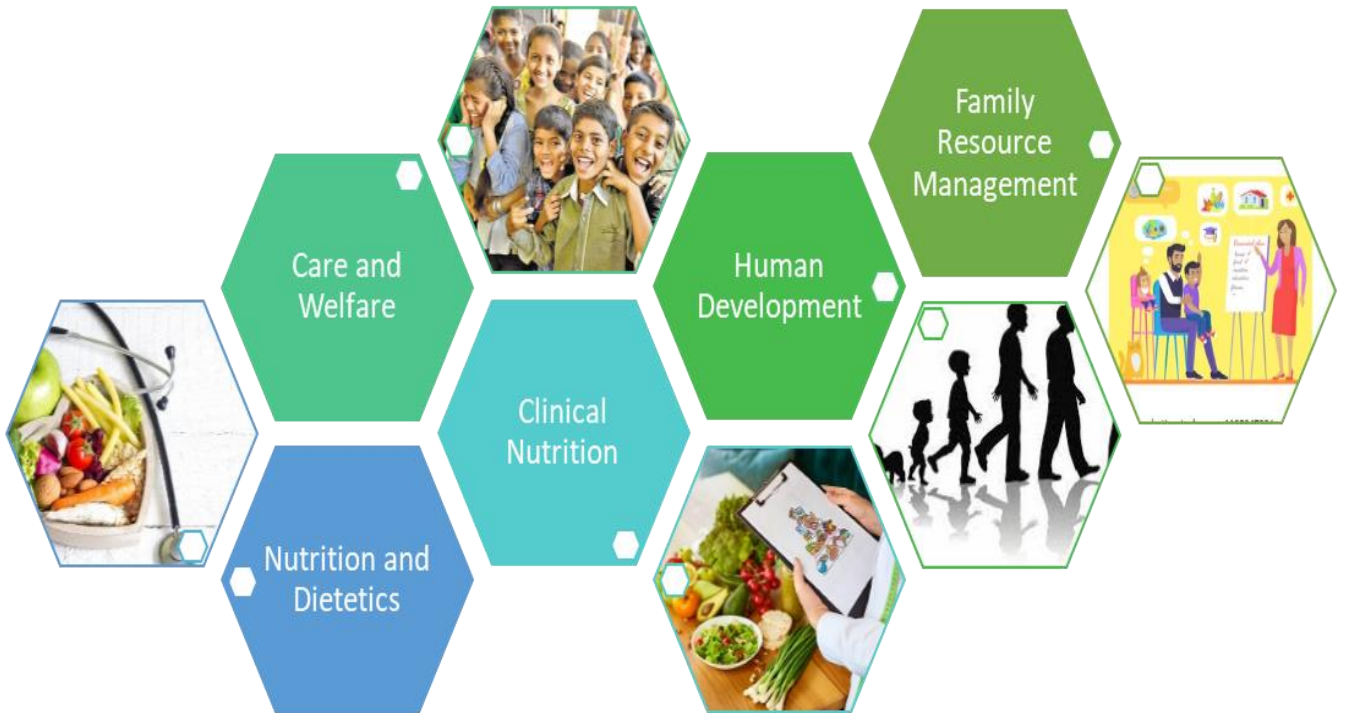 Family
Resource
Management
Care and
Welfare
Human
Development
Clinical
Nutrition
Nutrition and
Dietetics